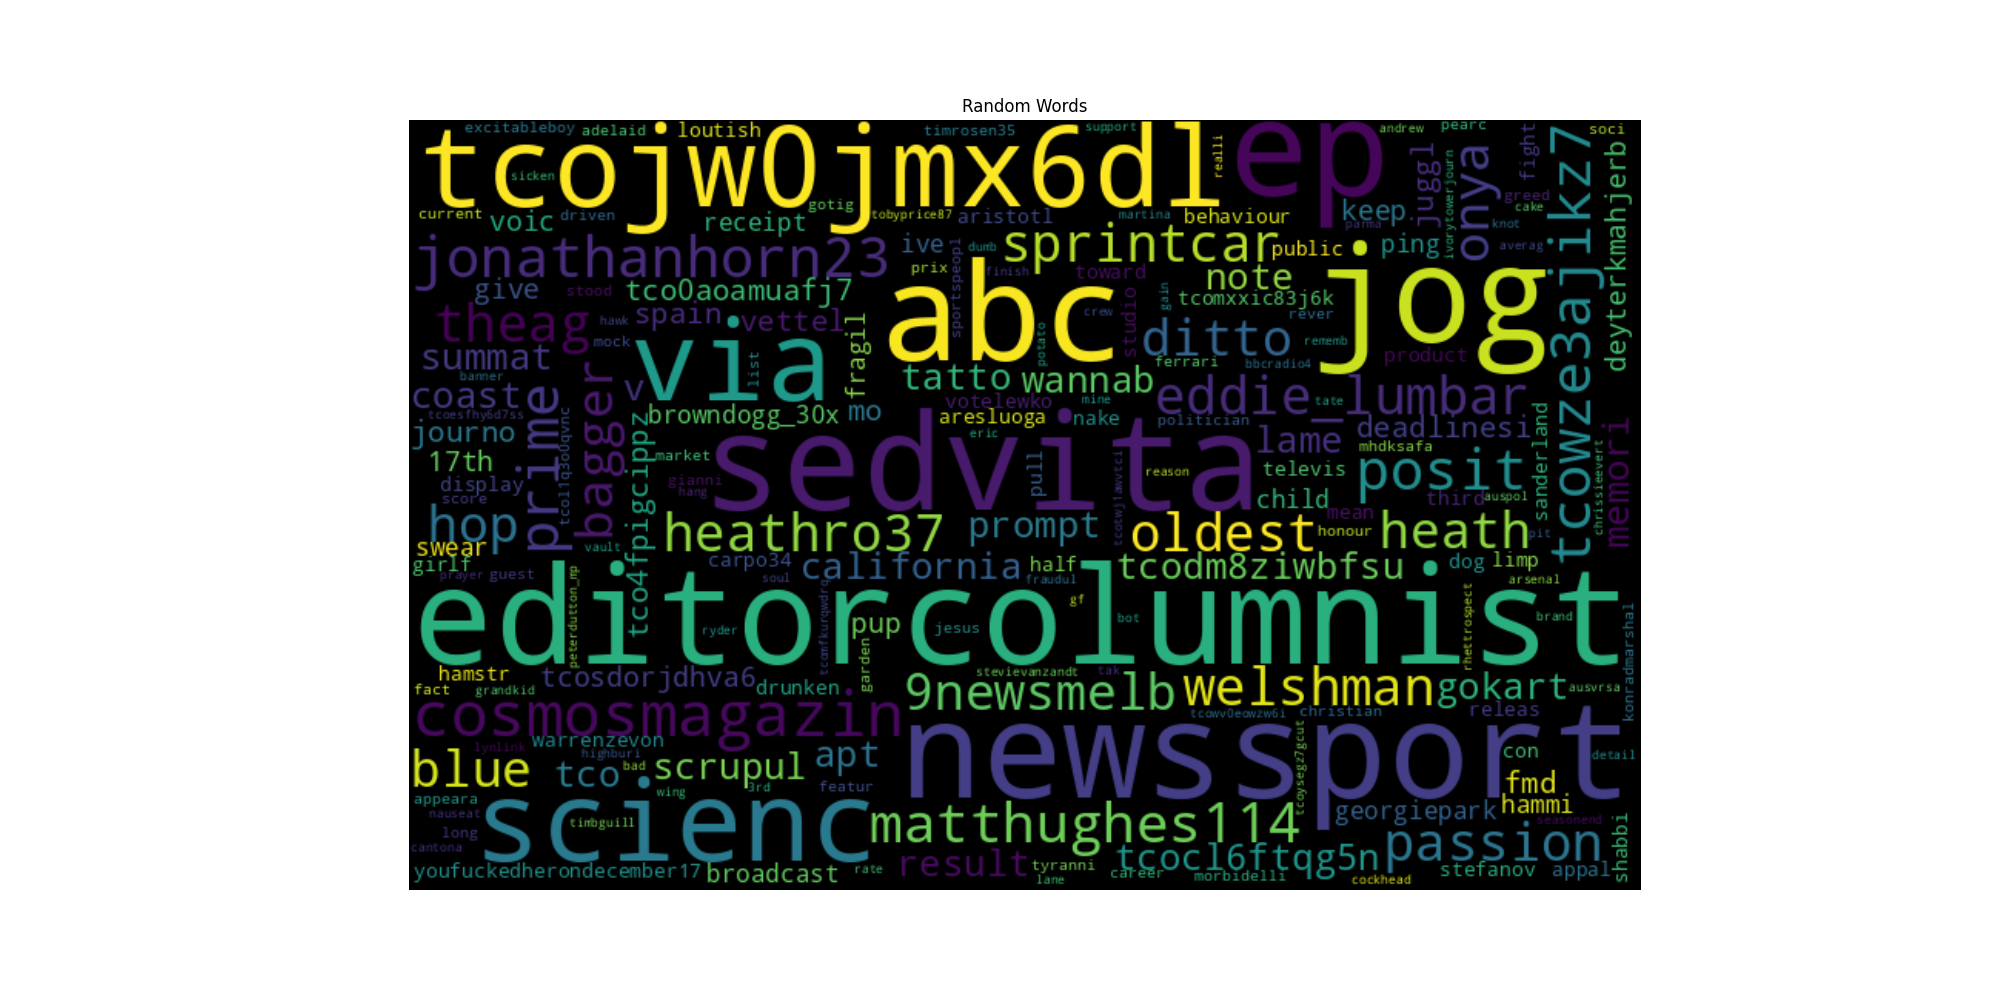 Random Words
excitableboy adelaid loutish timrosen35 support andrew pearc soci
tcojw0jmx6dl ep
sicken realli juggl ivorytowerjourn onya fight tcowze3ajikz7 deyterkmahjerbi
current voic driven receipt gotig tobyprice87 aristotl martina behaviour keep parma greed cake knot
jonathanhorn23 ive sportspeopl dumb sprintcar public ping averag
give stood tco0aoamuafj7 prix finish toward note jog
abc gain tcomxxic83j6k
theag hawk spain vettel fragil crew studio rever
summat mock via list potato ditto rememb ferrari bbcradio4 product
banner bagger v tatto wannab eddie_lumbar tate
coast prime tcoesfhy6d7ss browndogg_30x mo votelewko mine
journo tcol1q3o0qvnc tco4fpigcippz aresluoga nake politician deadlinesi sanderland memori
eric lame mhdksafa
17th market sedvita pull tcotwjiawvtci reason televis posit chrissieevert
display gianni hang child third auspol
score mean
hop heathro37 prompt oldest honour heath pit
swear vault
girlf carpo34 california half tcodm8ziwbfsu dog limp
prayer guest peterdutton_mp soul fraudul arsenal
editorcolumnist
tcomfkurqwdrq gf rhettrospect konradmarshal
ryder pup jesus bot brand
hamstr tcosdorjdhva6 garden stevievanzandt tak
fact grandkid drunken 9newsmelb welshman gokart ausvrsa
cosmosmagazin tcowv0eowzw6i christian releas
warrenzevon newssport
lynlink highburi tcoysegz7gcut con detail
blue tco bad scrupul apt fmd
appeara wing 3rd featur
nauseat scienc timbguill georgiepark hammi
long matthughes114 seasonend
cantona passion shabbi
youfuckedherondecember17 broadcast rate result tyranni tcocl6ftqg5n stefanov appal
lane career morbidelli cockhead